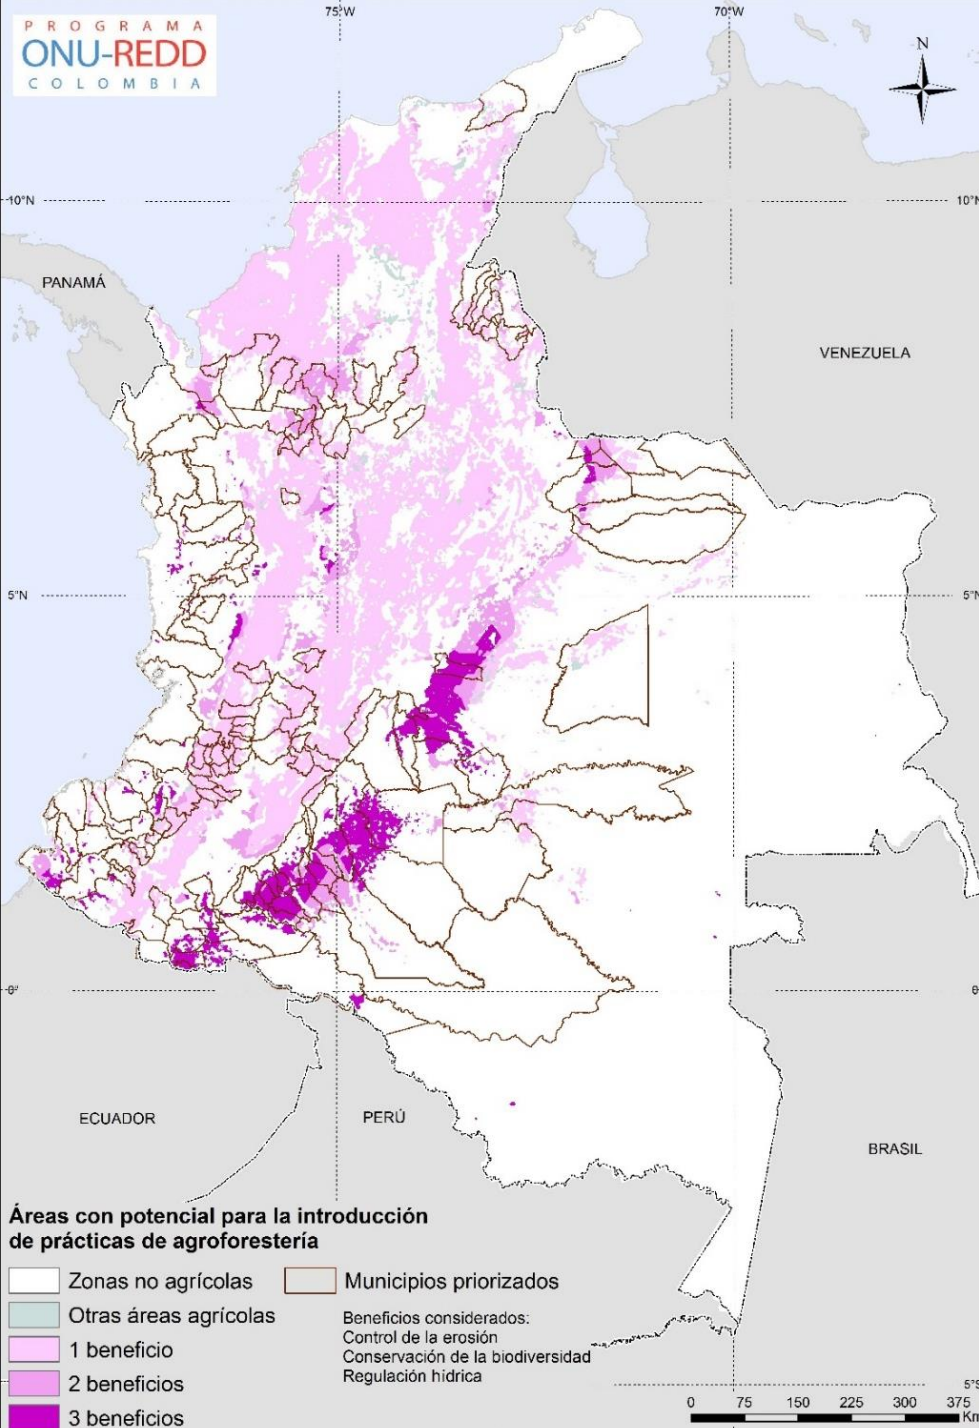 75°W
70°W
PROGRAMA
ONU-REDD
COLOMBIA
N
10°N
10°N
PANAMÁ
VENEZUELA
5°N
5°N
0°
0°
ECUADOR
PERÚ
BRASIL
Áreas con potencial para la introducción
de prácticas de agroforestería
Zonas no agrícolas
Municipios priorizados
Otras áreas agrícolas
Beneficios considerados:
Control de la erosión
1 beneficio
Conservación de la biodiversidad
Regulación hídrica
2 beneficios
3 beneficios
5°S
0 75 150 225 300 375
Km